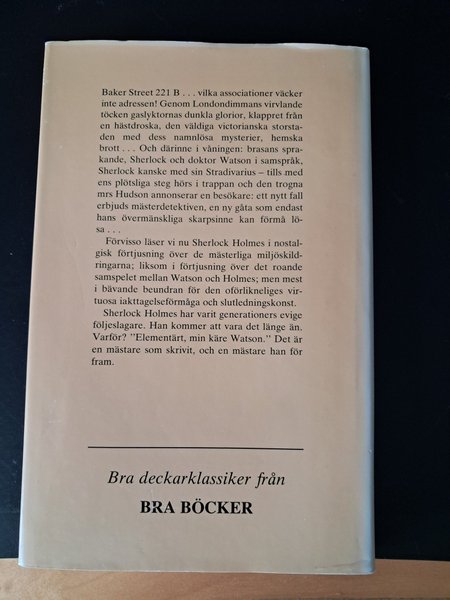 Baker Street 221 B . . . vilka associationer väcker
inte adressen! Genom Londondimmans virvlande
töcken gaslyktornas dunkla glorior, klappret från
en hästdroska, den väldiga victorianska storsta-
den med dess namnlösa mysterier, hemska
brott . . . Och därinne i våningen: brasans spra-
kande, Sherlock och doktor Watson i samspråk,
Sherlock kanske med sin Stradivarius – tills med
ens plötsliga steg hörs i trappan och den trogna
mrs Hudson annonserar en besökare: ett nytt fall
erbjuds mästerdetektiven, en ny gåta som endast
hans övermänskliga skarpsinne kan förmå lö-
sa . . .
Förvisso läser vi nu Sherlock Holmes i nostal-
gisk förtjusning över de mästerliga miljöskild-
ringarna; liksom i förtjusning över det roande
samspelet mellan Watson och Holmes; men mest
i bävande beundran för den oförlikneliges vir-
tuosa iakttagelseförmåga och slutledningskonst.
Sherlock Holmes har varit generationers evige
följeslagare. Han kommer att vara det länge än.
Varför? "Elementärt, min käre Watson." Det är
en mästare som skrivit, och en mästare han för
fram.
Bra deckarklassiker från
BRA BÖCKER